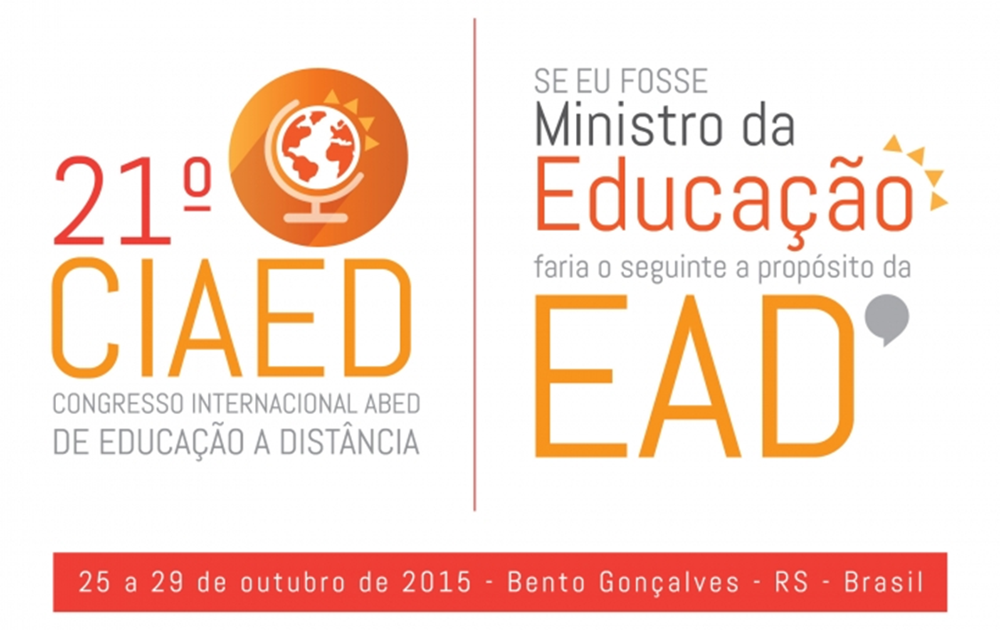 21º
CIAED
CONGRESSO INTERNACIONAL ABED
DE EDUCAÇÃO A DISTÂNCIA
SE EU FOSSE
Ministro da
Educação
faria o seguinte a propósito da
EAD
25 a 29 de outubro de 2015 - Bento Gonçalves - RS - Brasil